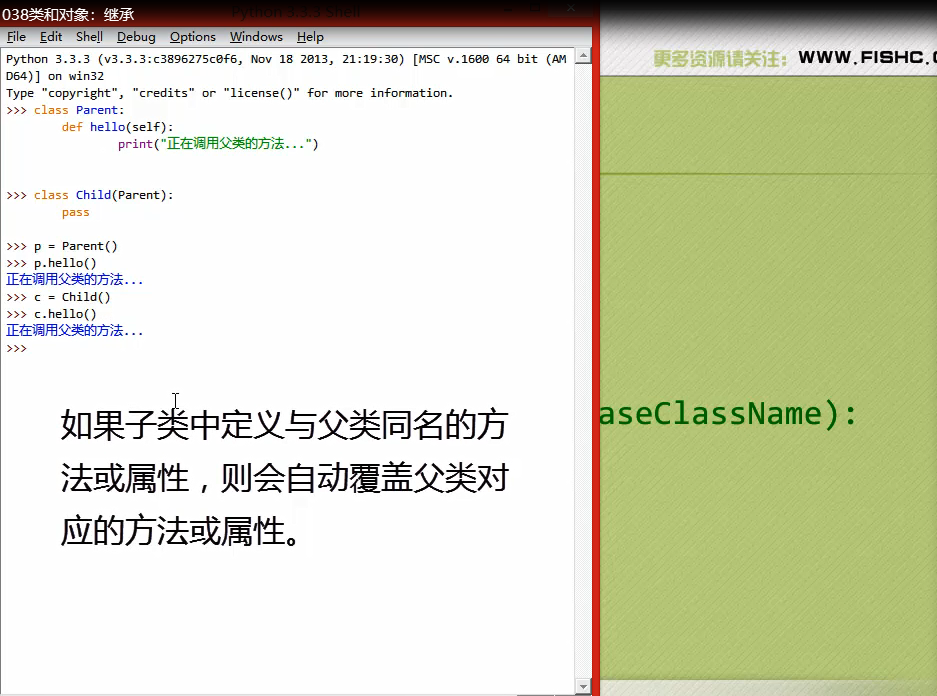 038类和对象：继承
Python 3.3.3 Shell
File Edit Shell Debug Options Windows Help
更多资源请关注：WWW.FISHC.
Python 3.3.3 (v3.3.3:c3896275c0f6, Nov 18 2013, 21:19:30) [MSC v.1600 64 bit (AM
D64)] on win32
Type "copyright", "credits" or "license()" for more information.
>>> class Parent:
def hello(self):
print("正在调用父类的方法...")
>>> class Child(Parent):
pass
>>> p = Parent()
>>> p.hello()
正在调用父类的方法...
>>> c = Child()
>>> c.hello()
正在调用父类的方法...
>>>
如果子类中定义与父类同名的方
法或属性，则会自动覆盖父类对
应的方法或属性。
aseClassName):